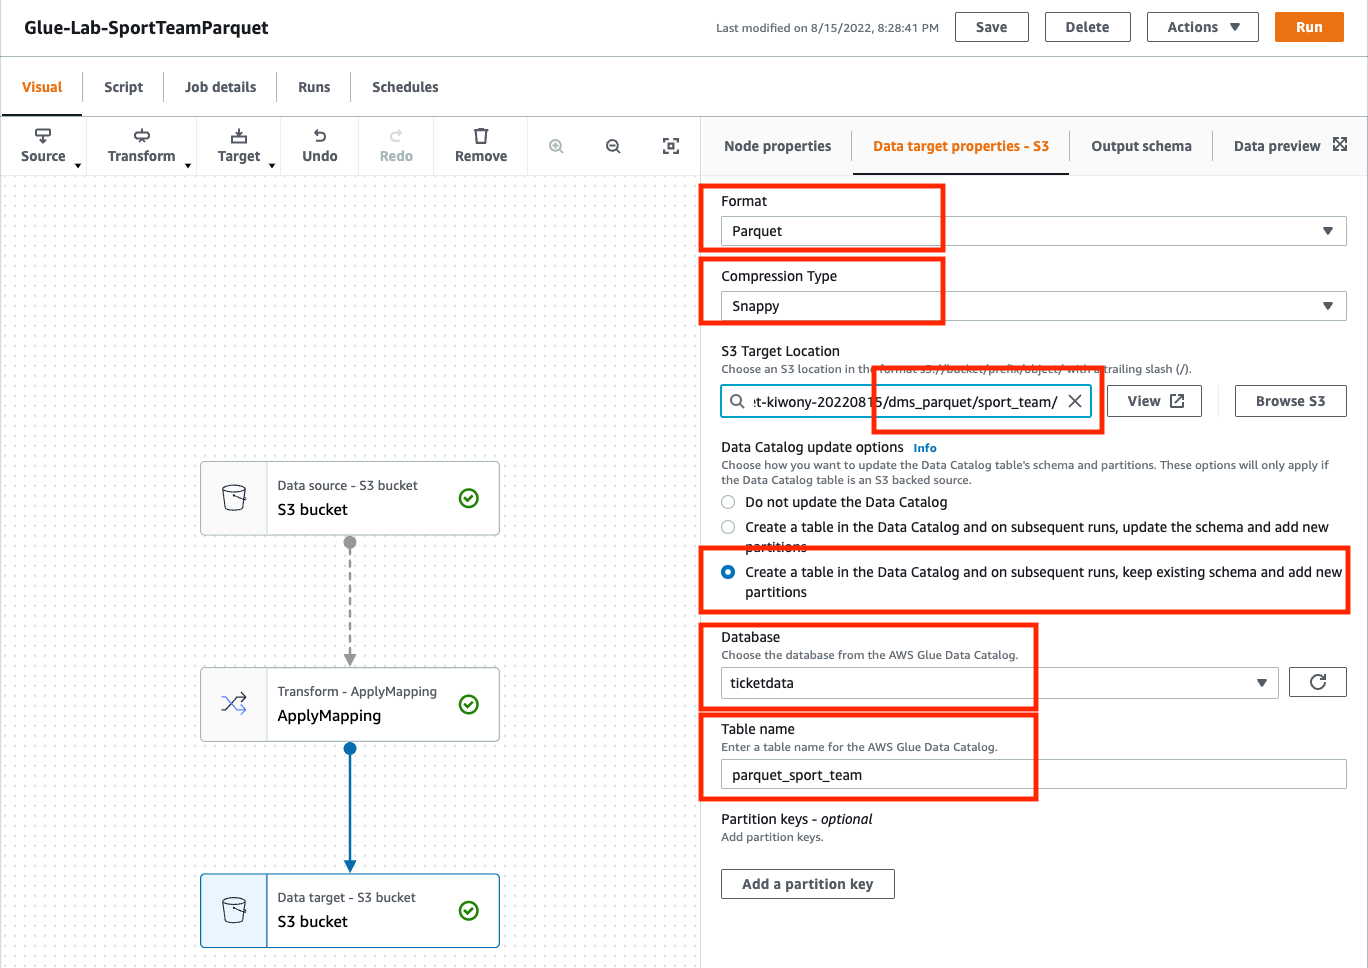 Glue-Lab-SportTeamParquet
Last modified on 8/15/2022, 8:28:41 PM
Save
Delete
Actions
Run
Visual
Script
Job details
Runs
Schedules
Source
Transform
Target
Undo
Redo
Remove
Node properties
Data target properties - S3
Output schema
Data preview
Format
Parquet
Compression Type
Snappy
S3 Target Location
Choose an S3 location in the format s3://bucket/prefix/object/ with a trailing slash (/).
et-kiwony-20220815/dms_parquet/sport_team/
View
Browse S3
Data Catalog update options Info
Choose how you want to update the Data Catalog table's schema and partitions. These options will only apply if
the Data Catalog table is an S3 backed source.
Do not update the Data Catalog
Create a table in the Data Catalog and on subsequent runs, update the schema and add new
partitions
Create a table in the Data Catalog and on subsequent runs, keep existing schema and add new
partitions
Database
Choose the database from the AWS Glue Data Catalog.
ticketdata
Table name
Enter a table name for the AWS Glue Data Catalog.
parquet_sport_team
Partition keys - optional
Add partition keys.
Add a partition key
Data source - S3 bucket
S3 bucket
Transform - ApplyMapping
ApplyMapping
Data target - S3 bucket
S3 bucket